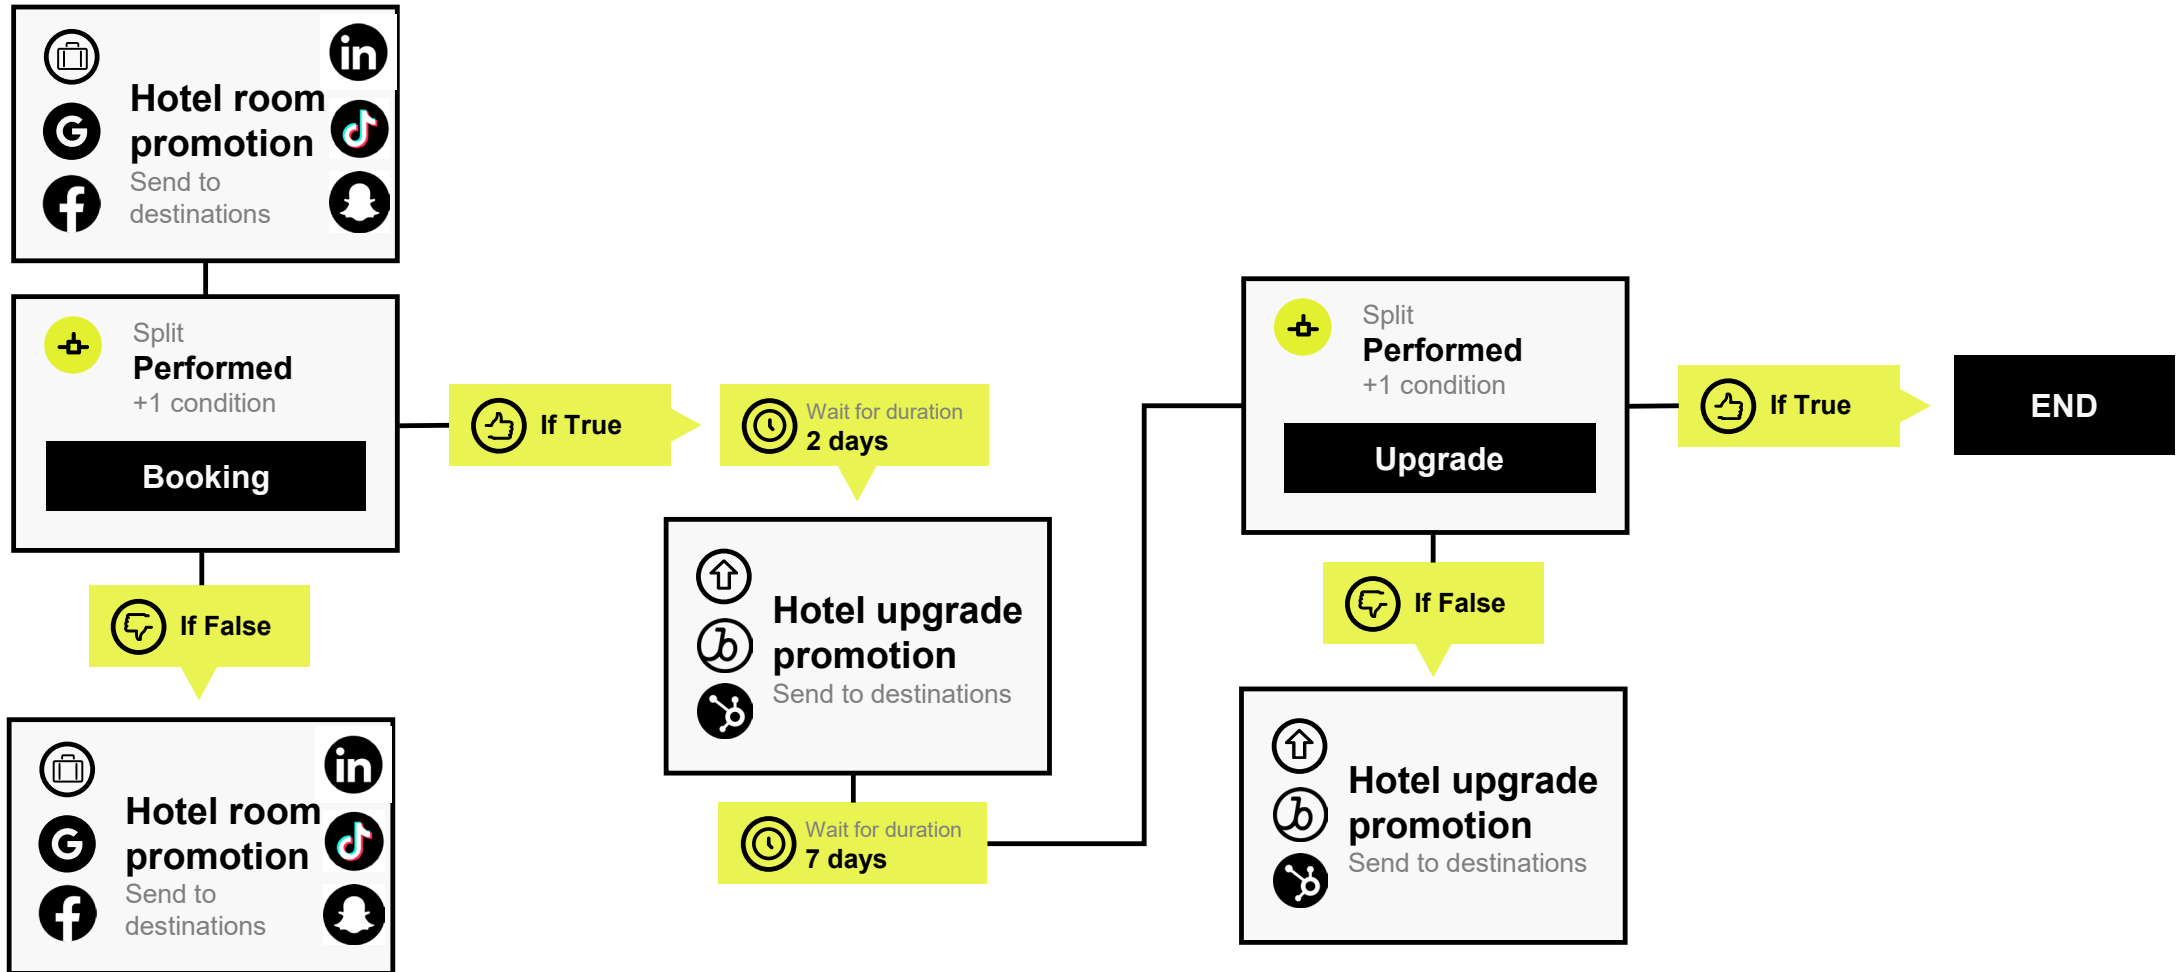 Hotel room
promotion
Send to
destinations
Split
Performed
+1 condition
Booking
If True
If False
Hotel room
promotion
Send to
destinations
Wait for duration
2 days
Hotel upgrade
promotion
Send to destinations
Wait for duration
7 days
Split
Performed
+1 condition
Upgrade
If True
END
If False
Hotel upgrade
promotion
Send to destinations